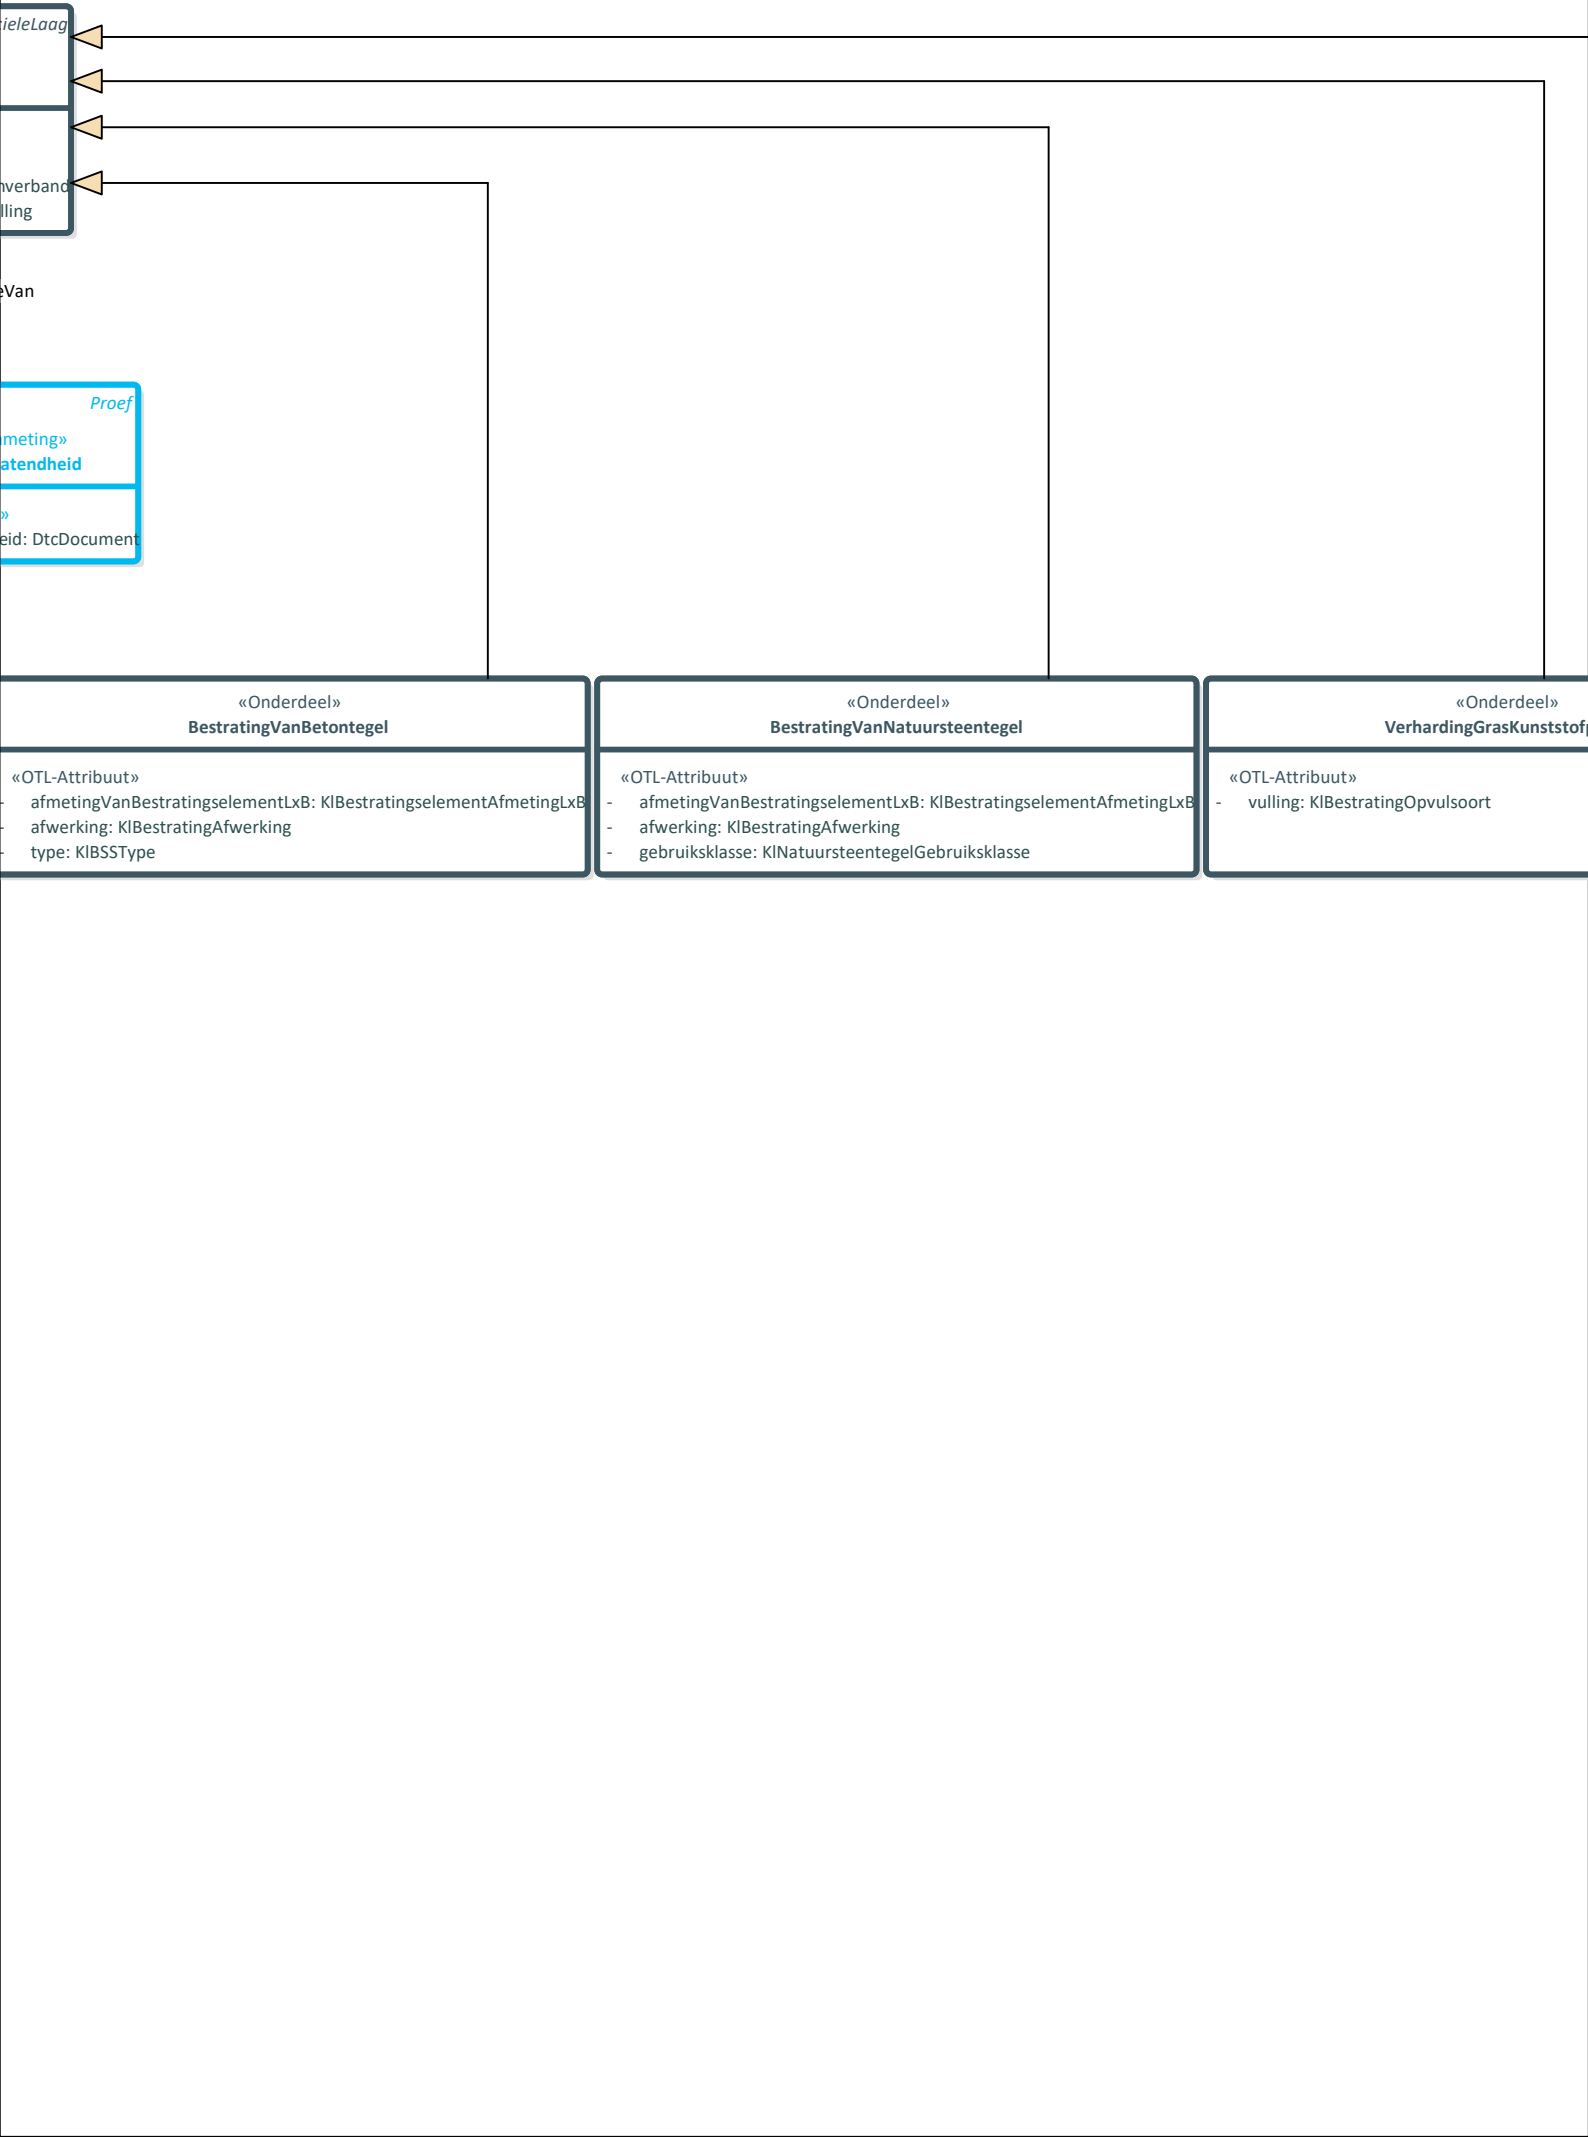 cieleLaag
nverband
lling
eVan
Proef
meting»
atendheid
»
eid: DtcDocument
«Onderdeel»
BestratingVanBetontegel
«OTL-Attribuut»
- afmetingVanBestratingselementLxB: KlBestratingselementAfmetingLxB
- afwerking: KlBestratingAfwerking
- type: KlBSSType
«Onderdeel»
BestratingVanNatuursteentegel
«OTL-Attribuut»
- afmetingVanBestratingselementLxB: KlBestratingselementAfmetingLxB
- afwerking: KlBestratingAfwerking
- gebruiksklasse: KlNatuursteentegelGebruiksklasse
«Onderdeel»
VerhardingGrasKunststof
«OTL-Attribuut»
- vulling: KlBestratingOpvulsoort